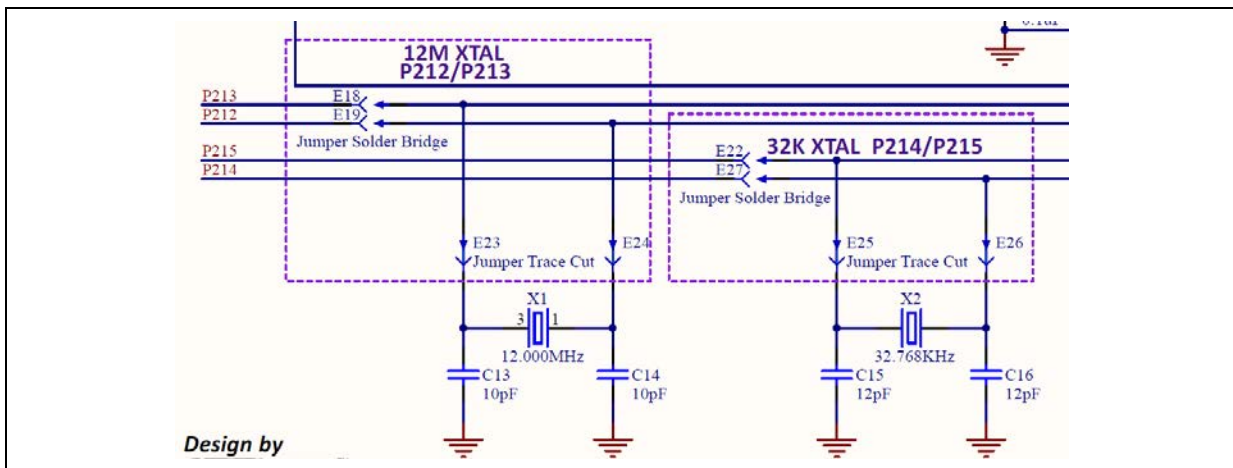 0.1uF
12M XTAL
P212/P213
P213
E18
P212
E19
Jumper Solder Bridge
32K XTAL P214/P215
P215
E22
P214
E27
Jumper Solder Bridge
E23
E24
E25
E26
Jumper Trace Cut
Jumper Trace Cut
X1
X2
3
1
12.000MHz
32.768KHz
C13
10pF
C14
10pF
C15
12pF
C16
12pF
Design by